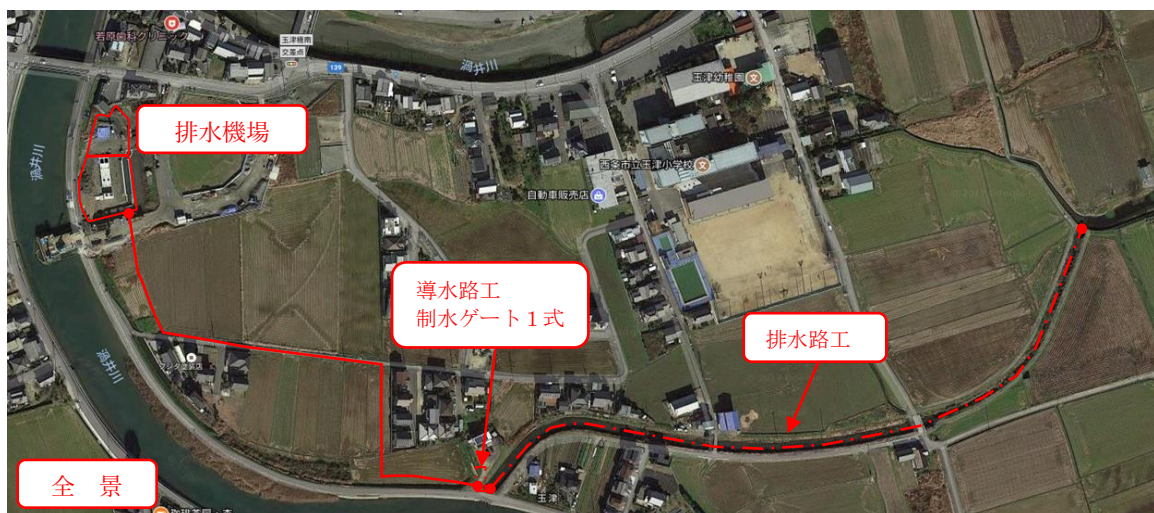 若原歯科クリニック
玉津橋南
交差点
139
渦井川
玉津幼稚園
排水機場
渦井川
西条市立玉津小学校
自動車販売店
導水路工
制水ゲート１式
排水路工
渦井川
玉津
全 景